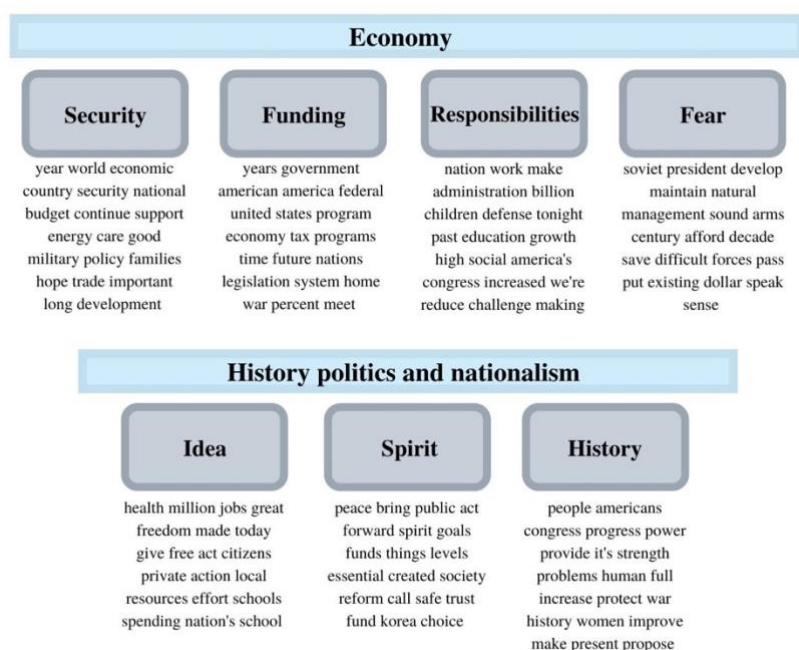 Economy
Security
year world economic
country security national
budget continue support
energy care good
military policy families
hope trade important
long development
Funding
years government
american america federal
united states program
economy tax programs
time future nations
legislation system home
war percent meet
Responsibilities
nation work make
administration billion
children defense tonight
past education growth
high social america's
congress increased we're
reduce challenge making
Fear
soviet president develop
maintain natural
management sound arms
century afford decade
save difficult forces pass
put existing dollar speak
sense
History politics and nationalism
Idea
health million jobs great
freedom made today
give free act citizens
private action local
resources effort schools
spending nation's school
Spirit
peace bring public act
forward spirit goals
funds things levels
essential created society
reform call safe trust
fund korea choice
History
people americans
congress progress power
provide it's strength
problems human full
increase protect war
history women improve
make present propose